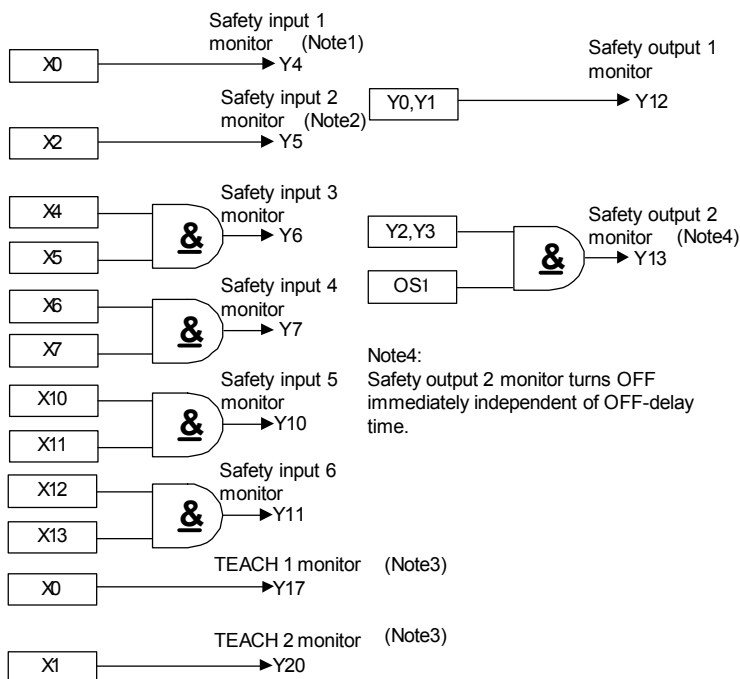 Safety input 1
monitor (Note1)
X0
Y4
Safety input 2
monitor (Note2)
X2
Y5
Safety input 3
monitor
X4
&
Y6
X5
Safety input 4
monitor
X6
&
Y7
X7
Safety input 5
monitor
X10
&
Y10
X11
Safety input 6
monitor
X12
&
Y11
X13
TEACH 1 monitor (Note3)
X0
Y17
TEACH 2 monitor (Note3)
X1
Y20
Safety output 1
monitor
Y0,Y1
Y12
Safety output 2
monitor (Note4)
Y2,Y3
&
Y13
OS1
Note4:
Safety output 2 monitor turns OFF
immediately independent of OFF-delay
time.